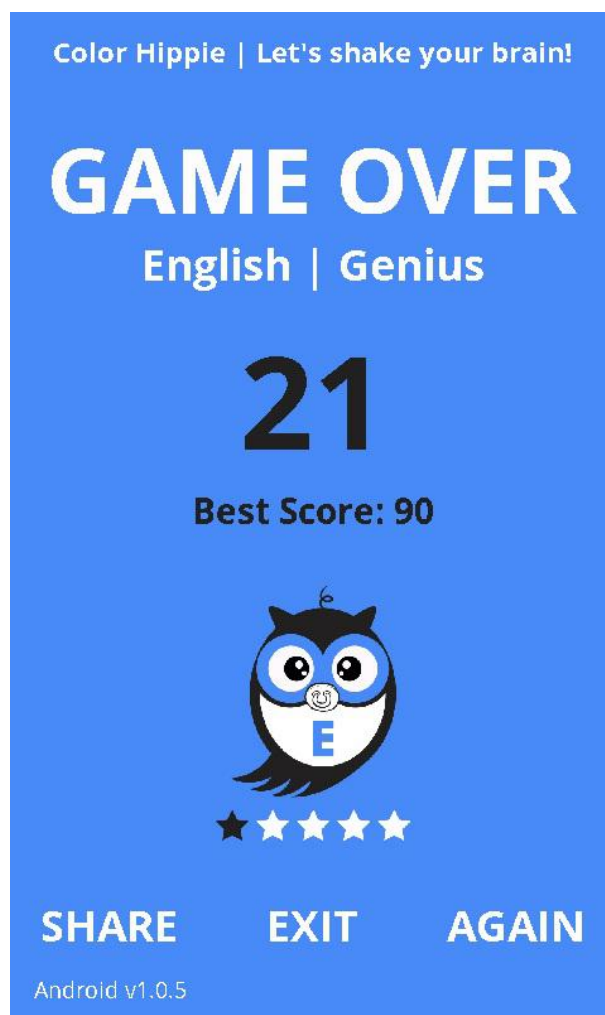 Color Hippie | Let's shake your brain!
GAME OVER
English | Genius
21
Best Score: 90
E
SHARE EXIT AGAIN
Android v1.0.5